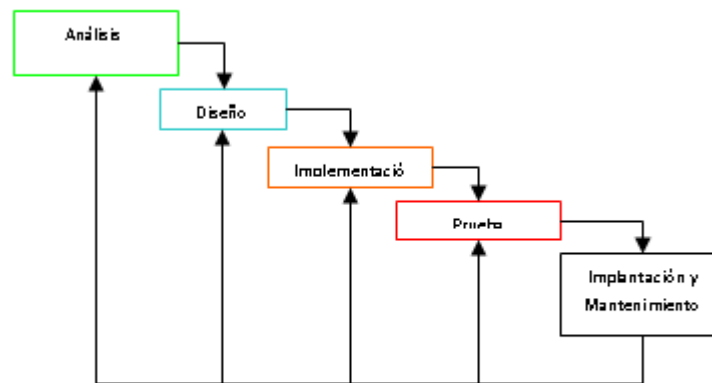 Análisis
Diseño
Implementació
Prueba
Implantación y
Mantenimiento